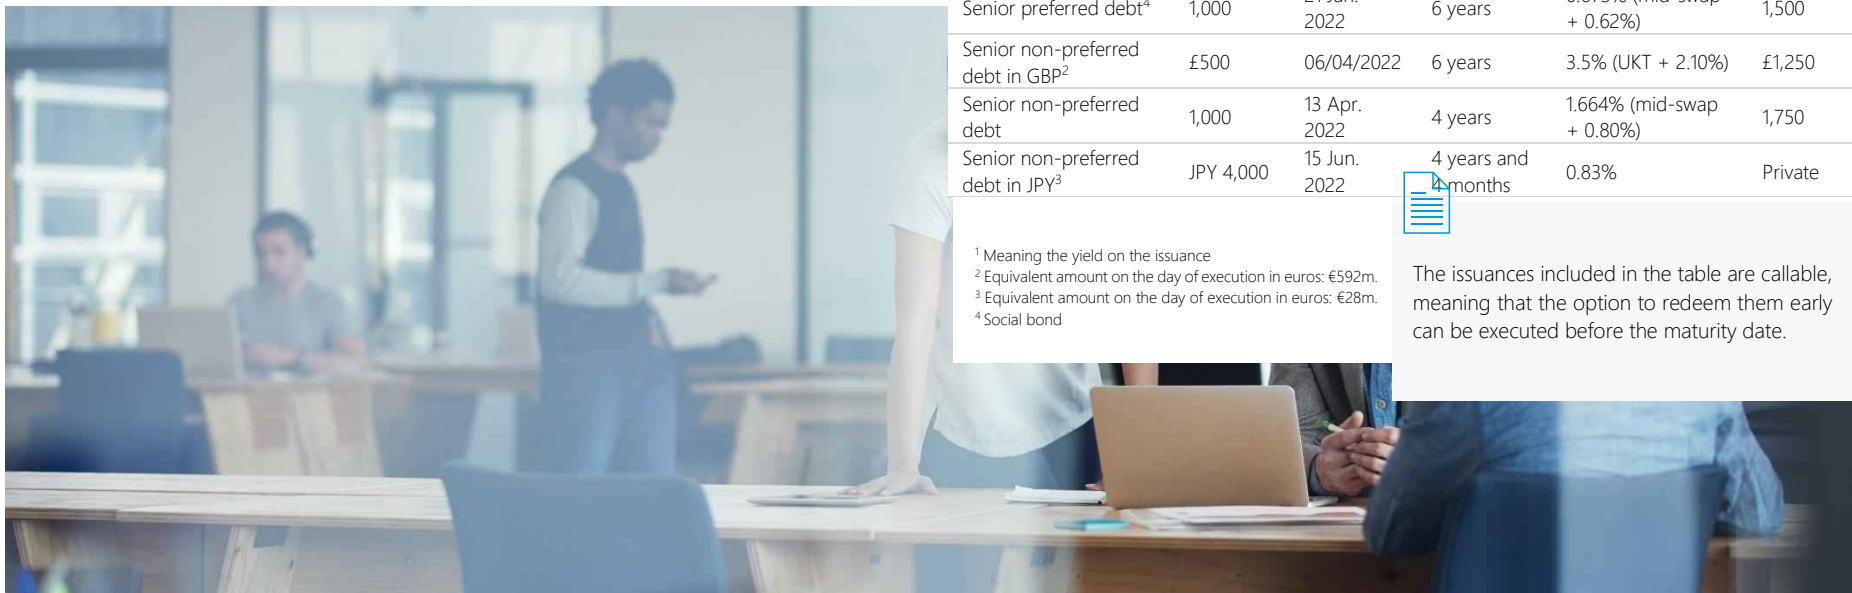 Senior preferred debt⁴ 1,000 2022 6 years + 0.62%) 1,500
Senior non-preferred
debt in GBP² £500 06/04/2022 6 years 3.5% (UKT + 2.10%) £1,250
Senior non-preferred
debt 1,000 13 Apr.
2022 4 years 1.664% (mid-swap
+ 0.80%) 1,750
Senior non-preferred
debt in JPY³ JPY 4,000 15 Jun.
2022 4 years and
4 months 0.83% Private
¹ Meaning the yield on the issuance
² Equivalent amount on the day of execution in euros: €592m.
³ Equivalent amount on the day of execution in euros: €28m.
⁴ Social bond
The issuances included in the table are callable,
meaning that the option to redeem them early
can be executed before the maturity date.